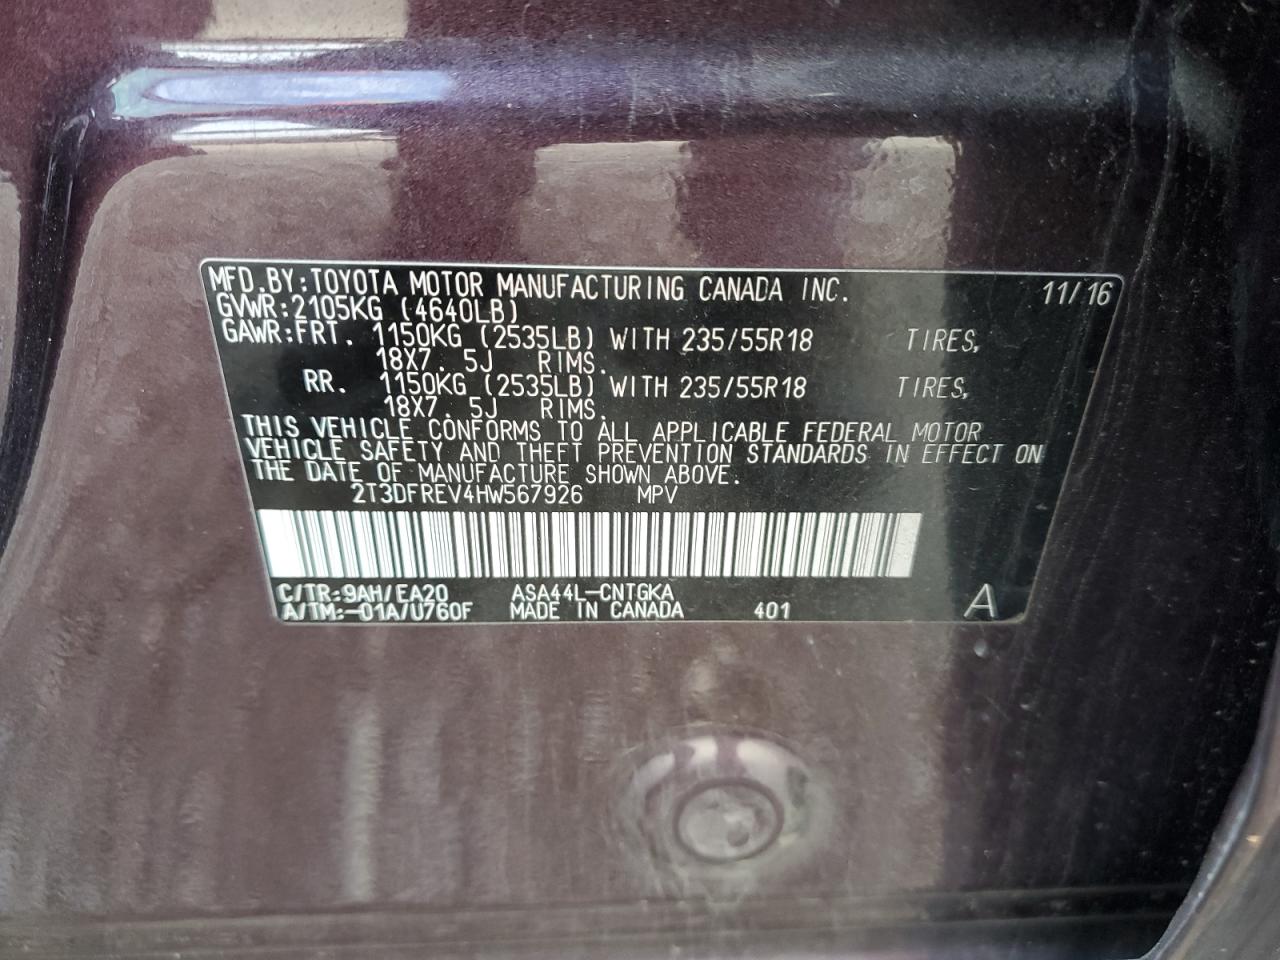 MFD.BY:TOYOTA MOTOR MANUFACTURING CANADA INC. 11/16
GVWR:2105KG (4640LB)
GAWR:FRT. 1150KG (2535LB) WITH 235/55R18 TIRES,
18X7. 5J RIMS.
RR. 1150KG (2535LB) WITH 235/55R18 TIRES,
18X7. 5J RIMS.
THIS VEHICLE CONFORMS TO ALL APPLICABLE FEDERAL MOTOR
VEHICLE SAFETY AND THEFT PREVENTION STANDARDS IN EFFECT ON
THE DATE OF MANUFACTURE SHOWN ABOVE.
2T3DFREV4HW567926 MPV
C/TR:9AH/EA20 ASA44L-CNTGKA
A/TM:-01A/U760F MADE IN CANADA 401 A